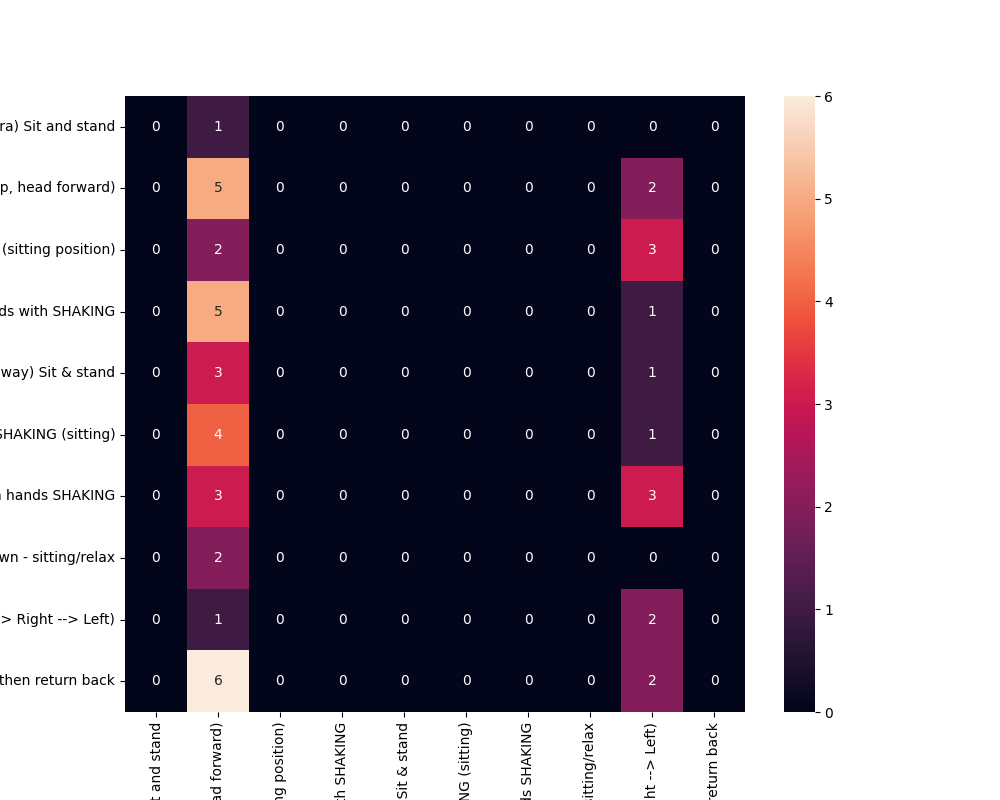 ra) Sit and stand 0 1 0 0 0 0 0 0 0 0
p, head forward) 0 5 0 0 0 0 0 0 2 0
(sitting position) 0 2 0 0 0 0 0 0 3 0
ds with SHAKING 0 5 0 0 0 0 0 0 1 0
way) Sit & stand 0 3 0 0 0 0 0 0 1 0
SHAKING (sitting) 0 4 0 0 0 0 0 0 1 0
hands SHAKING 0 3 0 0 0 0 0 0 3 0
wn - sitting/relax 0 2 0 0 0 0 0 0 0 0
> Right --> Left) 0 1 0 0 0 0 0 0 2 0
then return back 0 6 0 0 0 0 0 0 2 0
t and stand
ad forward)
ng position)
th SHAKING
Sit & stand
NG (sitting)
ds SHAKING
sitting/relax
ht --> Left)
return back
6
5
4
3
2
1
0